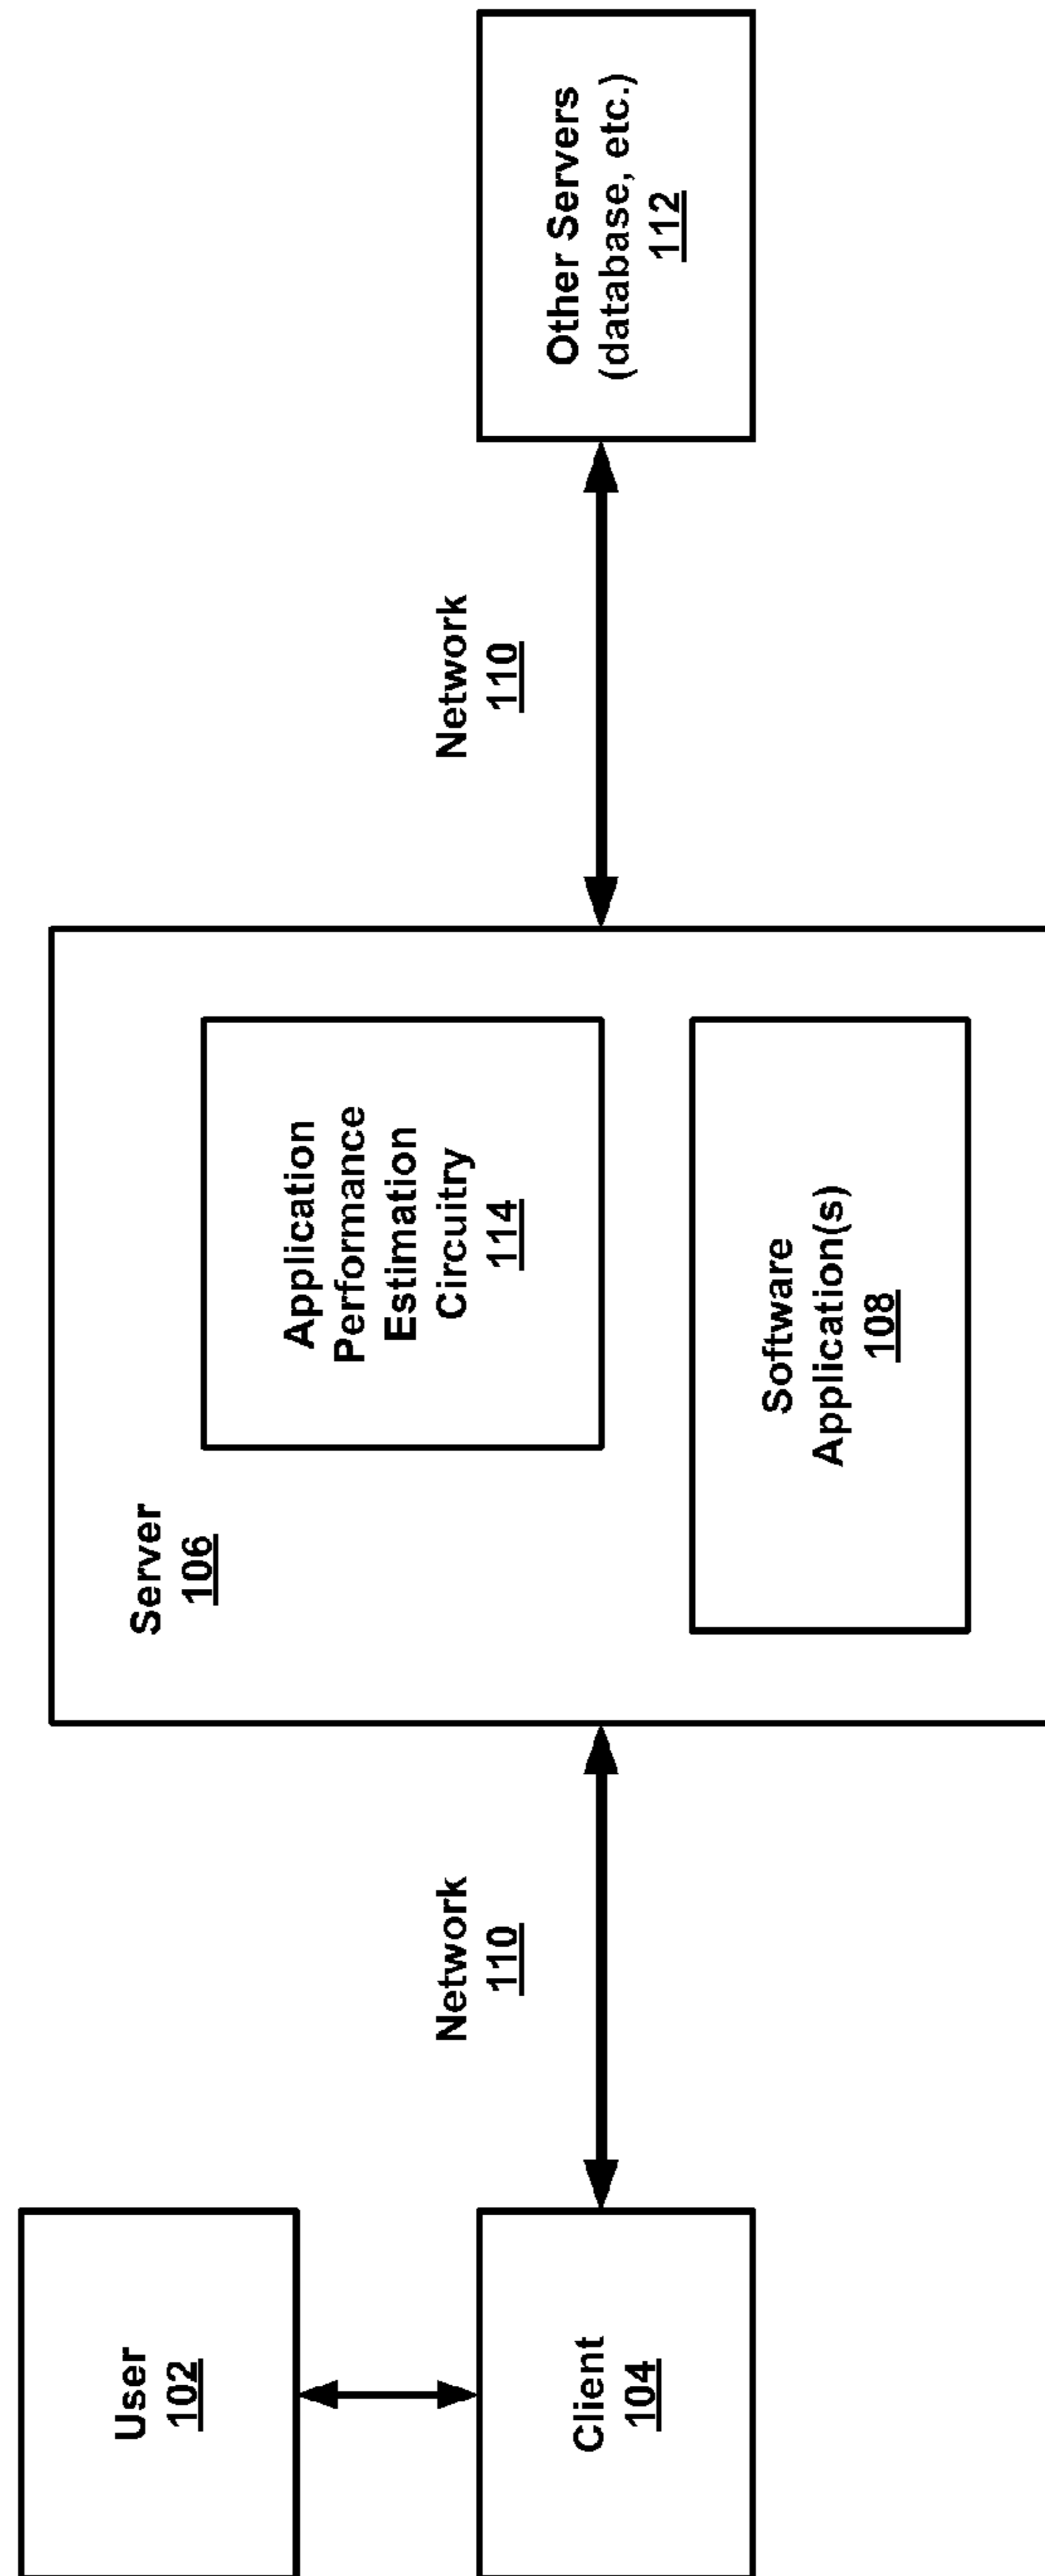 User
102
Client
104
Network
110
Server
106
Application
Performance
Estimation
Circuitry
114
Software
Application(s)
108
Network
110
Other Servers
(database, etc.)
112